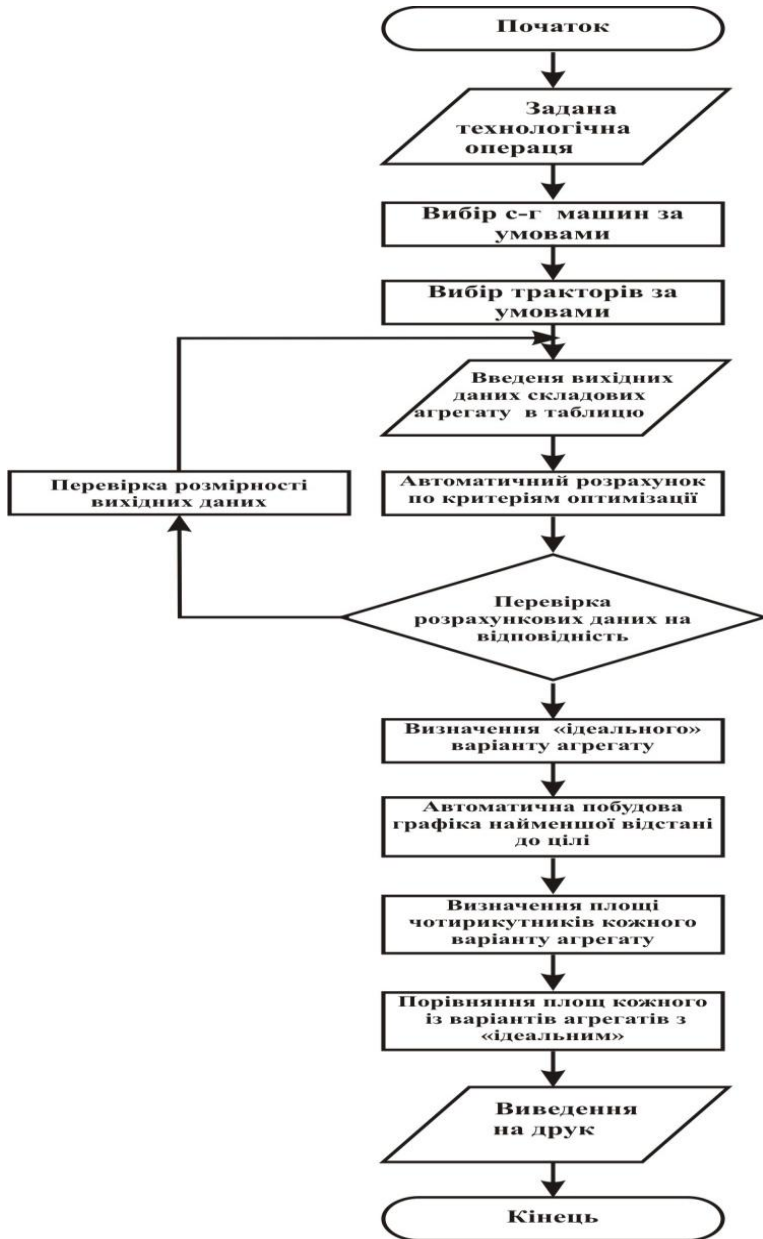 Початок
Задана
технологічна
операця
Вибір с-г машин за
умовами
Вибір тракторів за
умовами
Введеня вихідних
даних складових
агрегату в таблицю
Перевірка розмірності
вихідних даних
Автоматичний розрахунок
по критеріям оптимізації
Перевірка
розрахункових даних на
відповідність
Визначення «ідеального»
варіанту агрегату
Автоматична побудова
графіка найменшої відстані
до цілі
Визначення площі
чотирикутників кожного
варіанту агрегату
Порівняння площ кожного
із варіантів агрегатів з
«ідеальним»
Виведення
на друк
Кінець